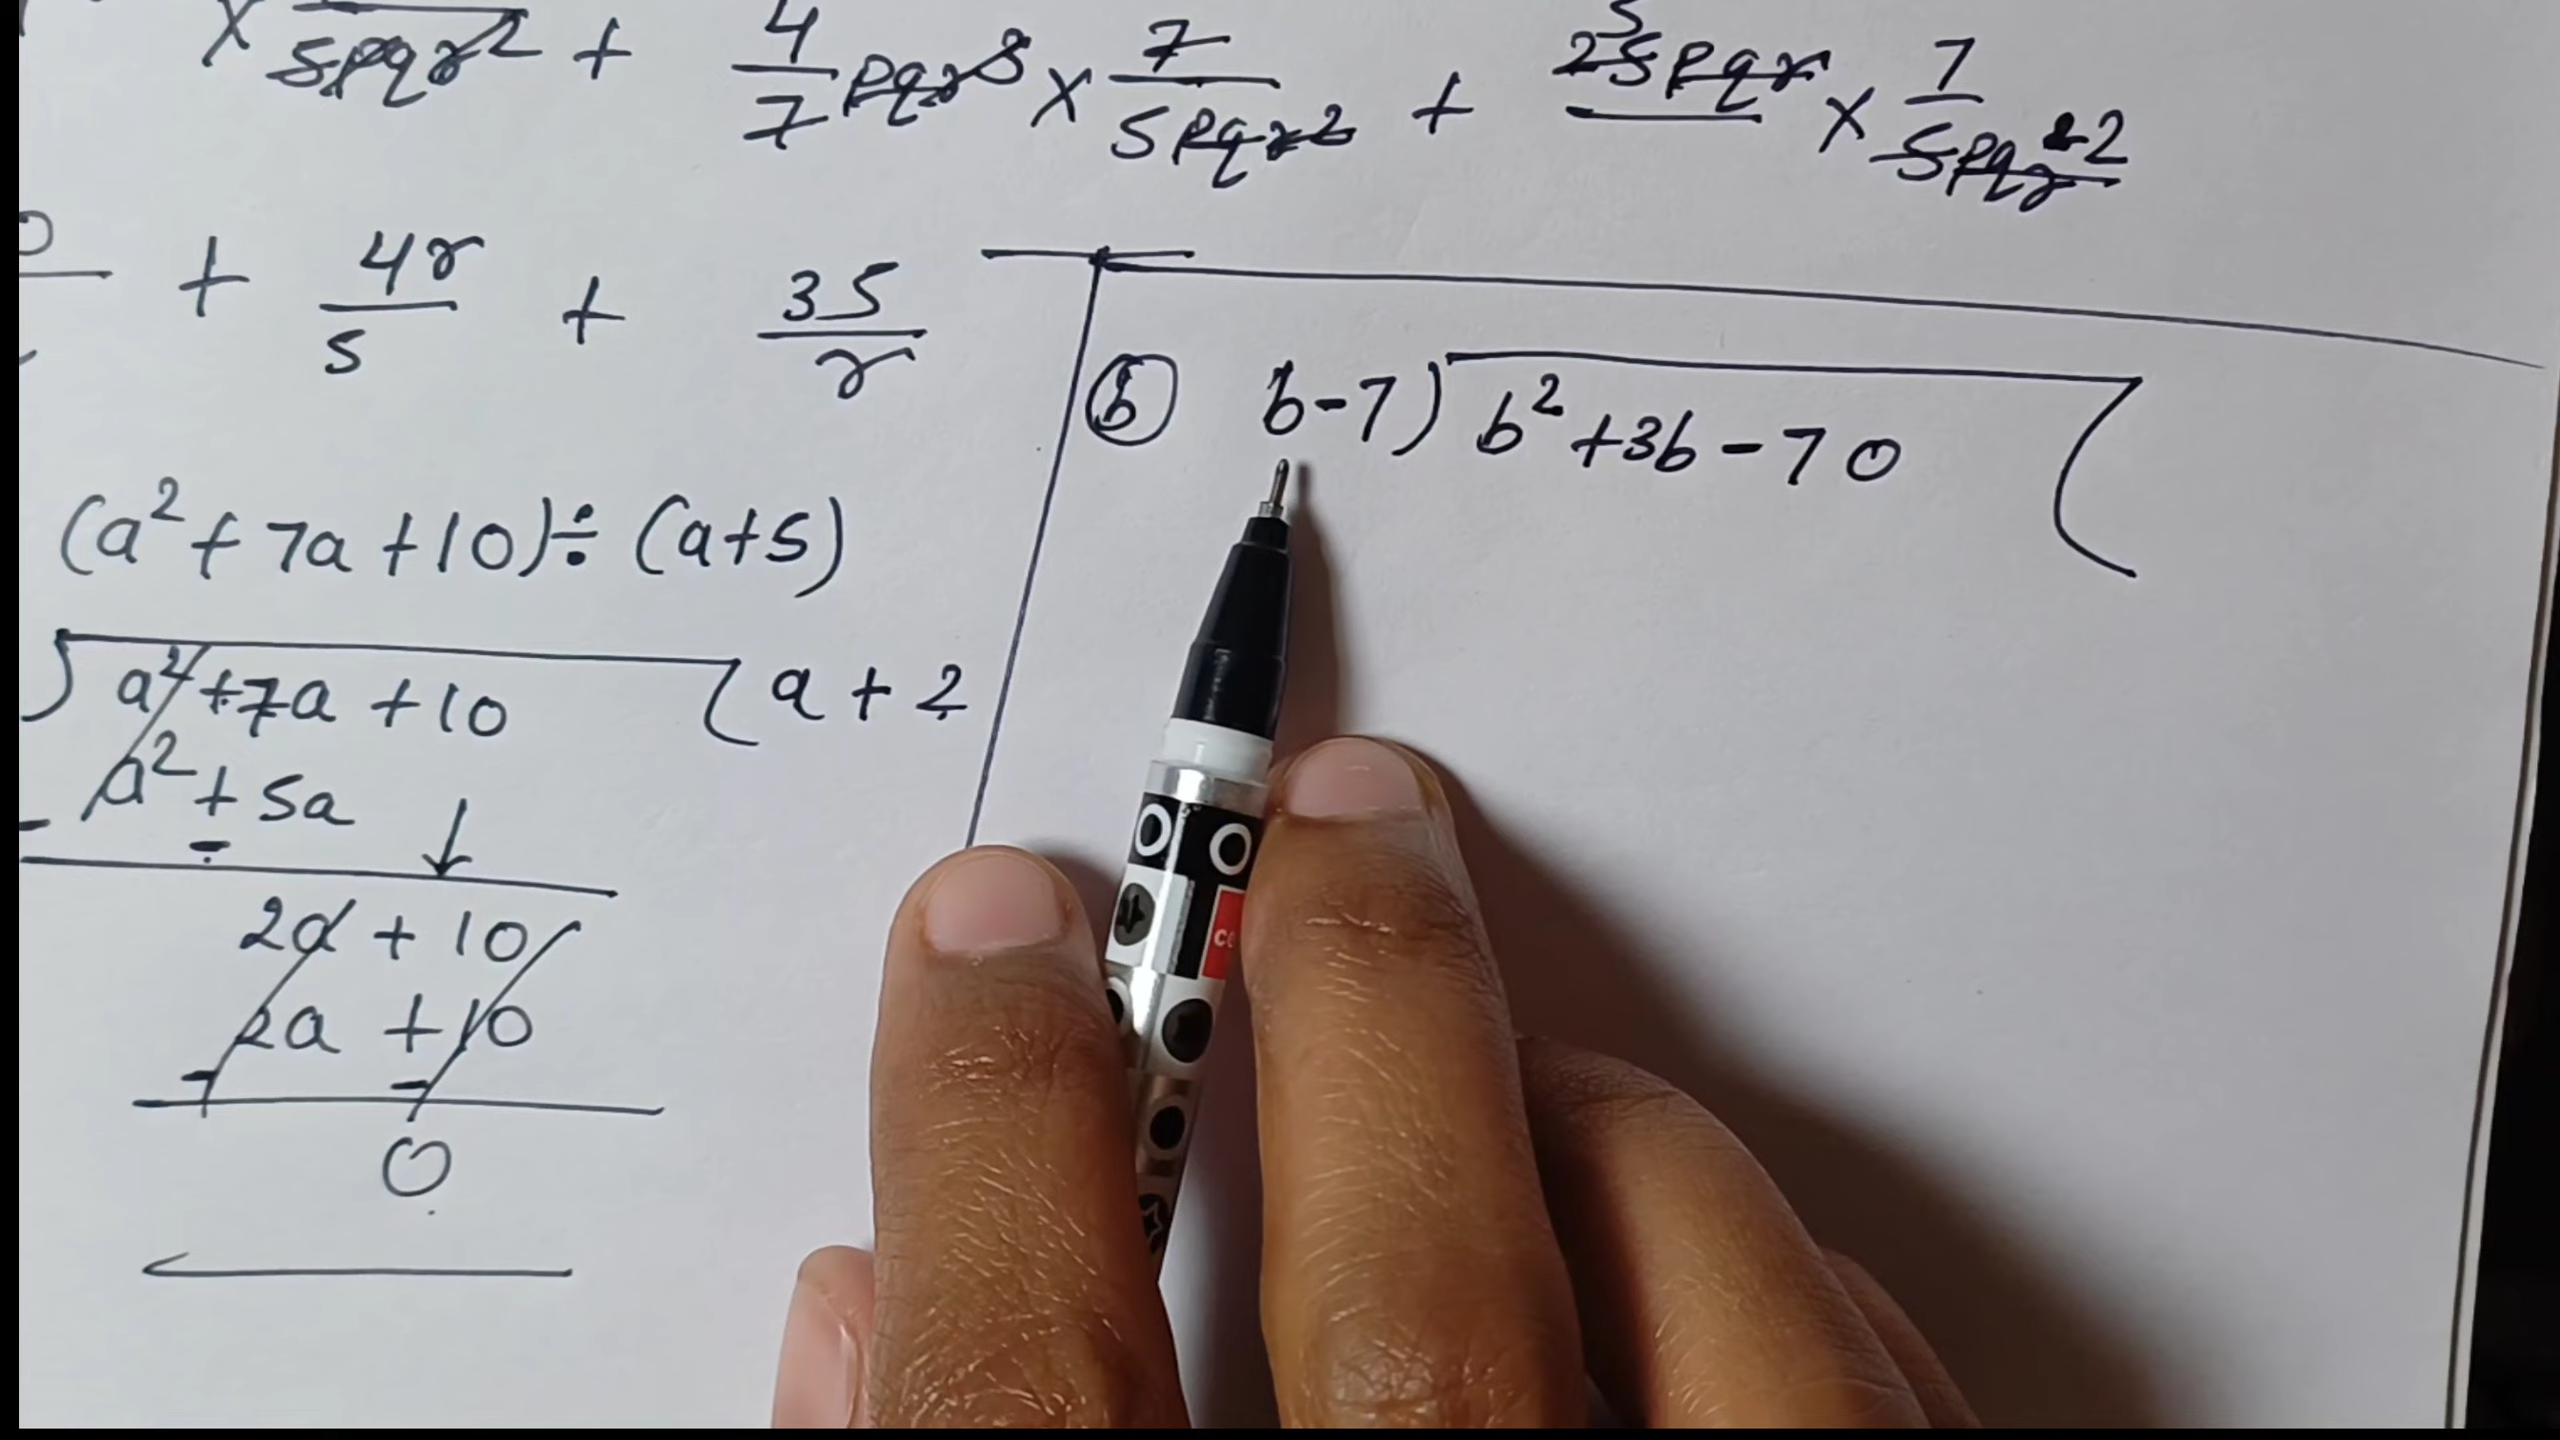 × 5pqr² + 4/7 pqr³ × 7/5pqr² + 25pqr 5 × 7/5pqr²
+ 4r/5 + 35/r
(a² + 7a + 10) ÷ (a+5)
) a² + 7a + 10 ( a + 2
a² + 5a
- -
2a + 10
2a + 10
- -
0
(b) b-7) b² + 3b - 70 (